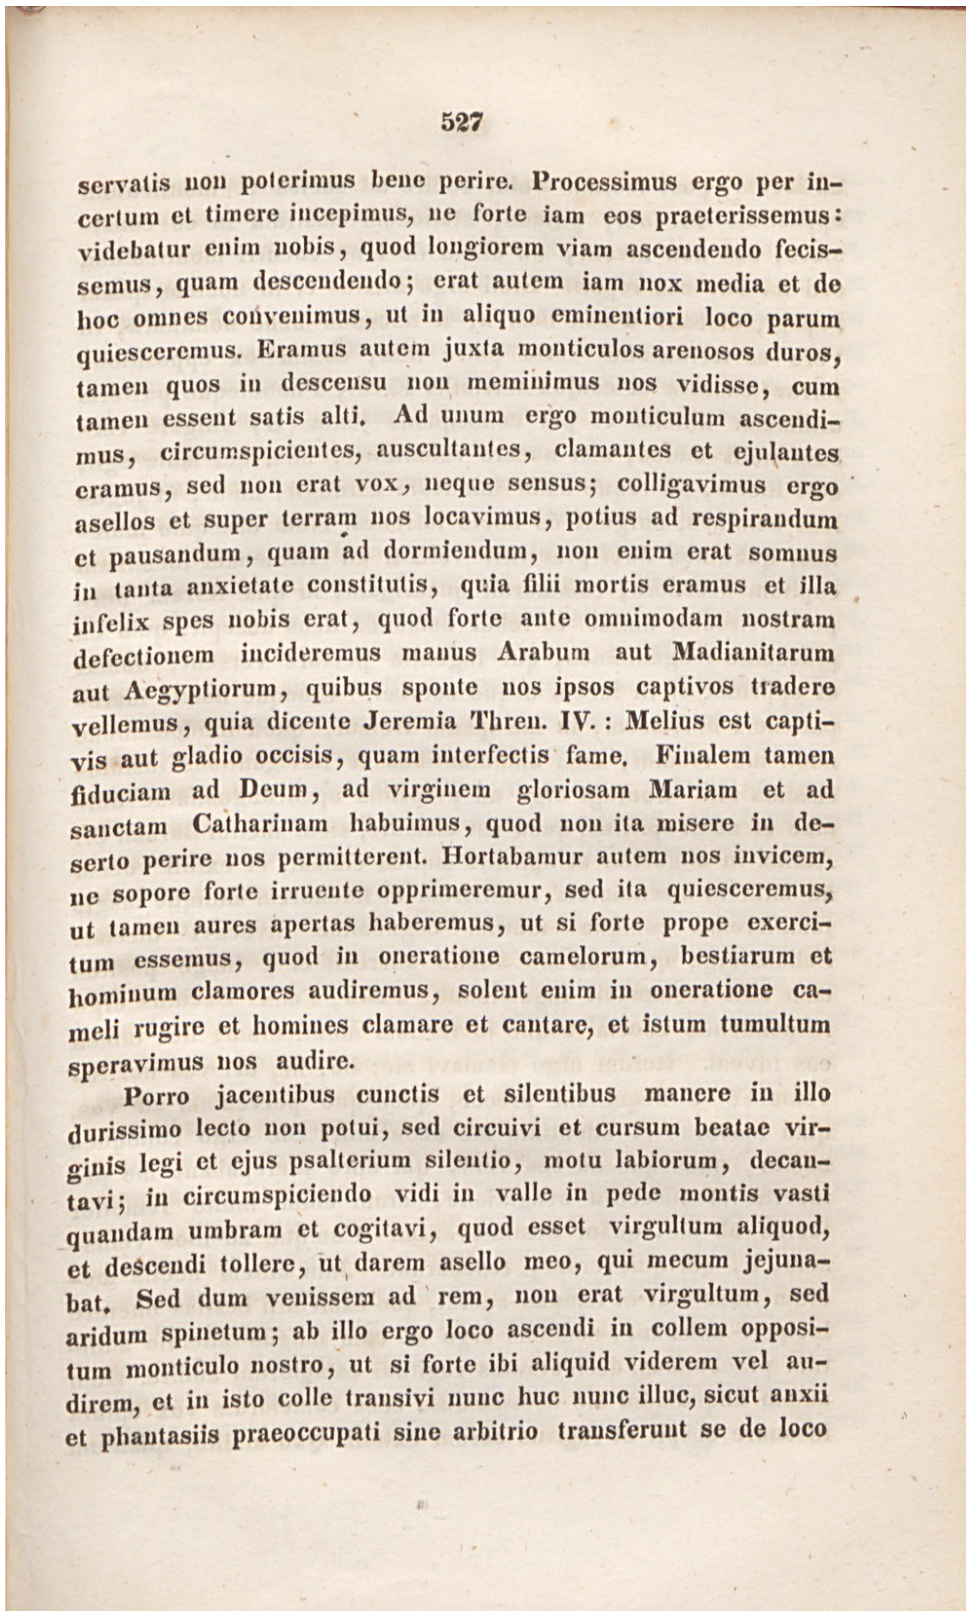 527
servatis non poterimus bene perire. Processimus ergo per in-
certum et timere incepimus, ne forte iam eos praeterissemus:
videbatur enim nobis, quod longiorem viam ascendendo fecis-
semus, quam descendendo; erat autem iam nox media et de
hoc omnes convenimus, ut in aliquo eminentiori loco parum
quiesceremus. Eramus autem juxta monticulos arenosos duros,
tamen quos in descensu non meminimus nos vidisse, cum
tamen essent satis alti. Ad unum ergo monticulum ascendi-
mus, circumspicientes, auscultantes, clamantes et ejulantes
eramus, sed non erat vox, neque sensus; colligavimus ergo
asellos et super terram nos locavimus, potius ad respirandum
et pausandum, quam ad dormiendum, non enim erat somnus
in tanta anxietate constitutis, quia filii mortis eramus et illa
infelix spes nobis erat, quod forte ante omnimodam nostram
defectionem incideremus manus Arabum aut Madianitarum
aut Aegyptiorum, quibus sponte nos ipsos captivos tradere
vellemus, quia dicente Jeremia Thren. IV. : Melius est capti-
vis aut gladio occisis, quam interfectis fame. Finalem tamen
fiduciam ad Deum, ad virginem gloriosam Mariam et ad
sanctam Catharinam habuimus, quod non ita misere in de-
serto perire nos permitterent. Hortabamur autem nos invicem,
ne sopore forte irruente opprimeremur, sed ita quiesceremus,
ut tamen aures apertas haberemus, ut si forte prope exerci-
tum essemus, quod in oneratione camelorum, bestiarum et
hominum clamores audiremus, solent enim in oneratione ca-
meli rugire et homines clamare et cantare, et istum tumultum
speravimus nos audire.
Porro jacentibus cunctis et silentibus manere in illo
durissimo lecto non potui, sed circuivi et cursum beatae vir-
ginis legi et ejus psalterium silentio, motu labiorum, decan-
tavi; in circumspiciendo vidi in valle in pede montis vasti
quandam umbram et cogitavi, quod esset virgultum aliquod,
et descendi tollere, ut darem asello meo, qui mecum jejuna-
bat. Sed dum venissem ad rem, non erat virgultum, sed
aridum spinetum; ab illo ergo loco ascendi in collem opposi-
tum monticulo nostro, ut si forte ibi aliquid viderem vel au-
direm, et in isto colle transivi nunc huc nunc illuc, sicut anxii
et phantasiis praeoccupati sine arbitrio transferunt se de loco